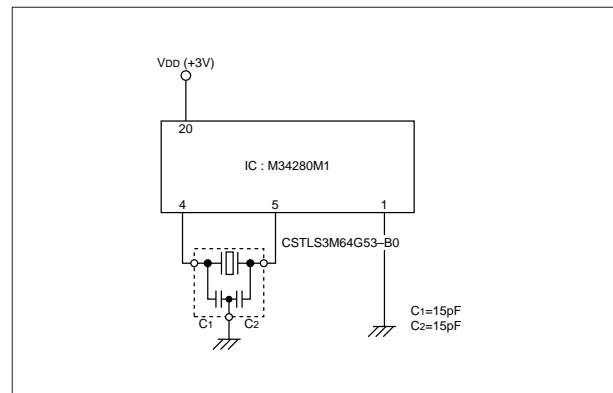 VDD (+3V)
20
IC : M34280M1
4 5 1
CSTLS3M64G53–B0
C1 C2
C1=15pF
C2=15pF